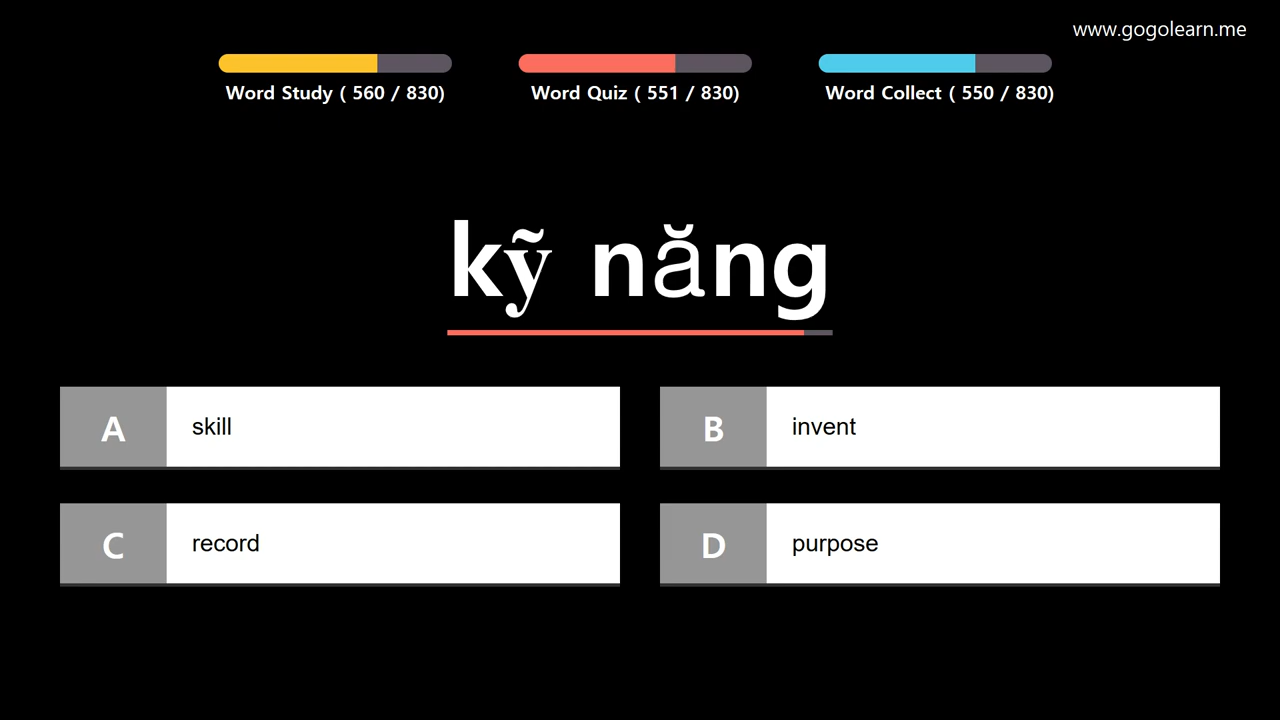 www.gogolearn.me
Word Study ( 560 / 830)
Word Quiz ( 551 / 830)
Word Collect ( 550 / 830)
kỹ năng
A skill
B invent
C record
D purpose